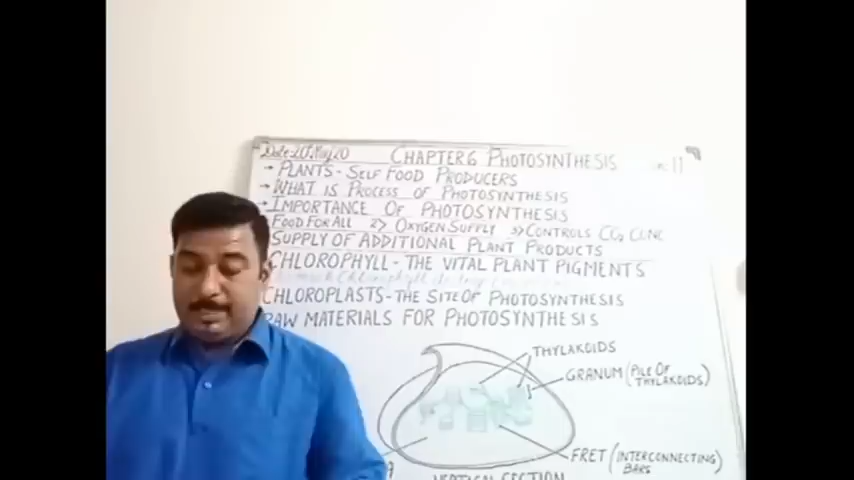 Date:-20 May 20 CHAPTER 6 PHOTOSYNTHESIS 11
→ PLANTS - SELF FOOD PRODUCERS
→ WHAT IS PROCESS OF PHOTOSYNTHESIS
→ IMPORTANCE OF PHOTOSYNTHESIS
FOOD FOR ALL 2> OXYGEN SUPPLY 3> CONTROLS CO2 CONC
SUPPLY OF ADDITIONAL PLANT PRODUCTS
CHLOROPHYLL - THE VITAL PLANT PIGMENTS
CHLOROPLASTS - THE SITE OF PHOTOSYNTHESIS
RAW MATERIALS FOR PHOTOSYNTHESIS
THYLAKOIDS
GRANUM (PILE OF
THYLAKOIDS)
FRET (INTERCONNECTING
BARS)
VERTICAL SECTION